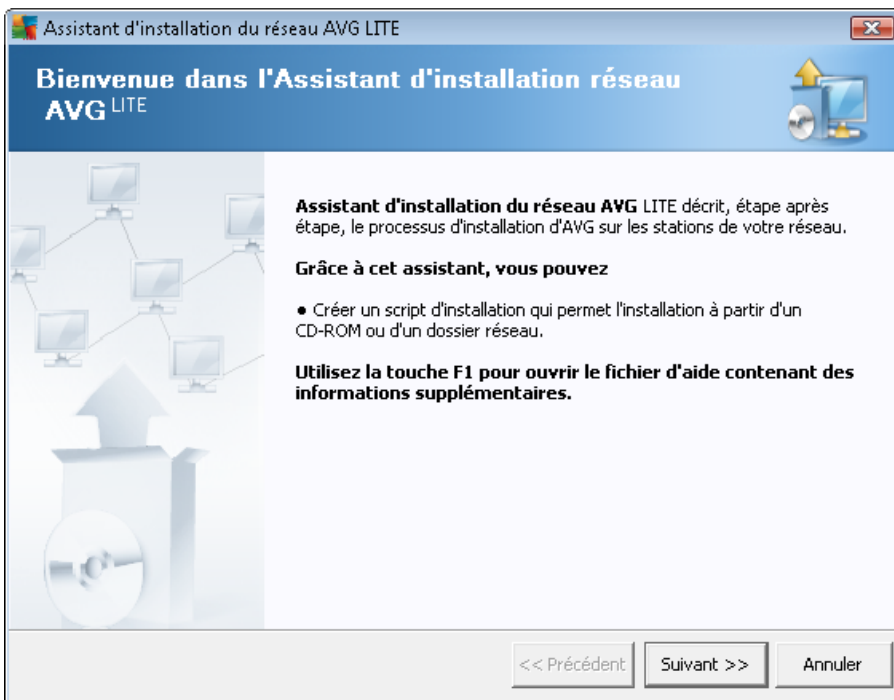 Assistant d'installation du réseau AVG LITE
Bienvenue dans l'Assistant d'installation réseau
AVG LITE
Assistant d'installation du réseau AVG LITE décrit, étape après
étape, le processus d'installation d'AVG sur les stations de votre réseau.
Grâce à cet assistant, vous pouvez
● Créer un script d'installation qui permet l'installation à partir d'un
CD-ROM ou d'un dossier réseau.
Utilisez la touche F1 pour ouvrir le fichier d'aide contenant des
informations supplémentaires.
<< Précédent Suivant >> Annuler